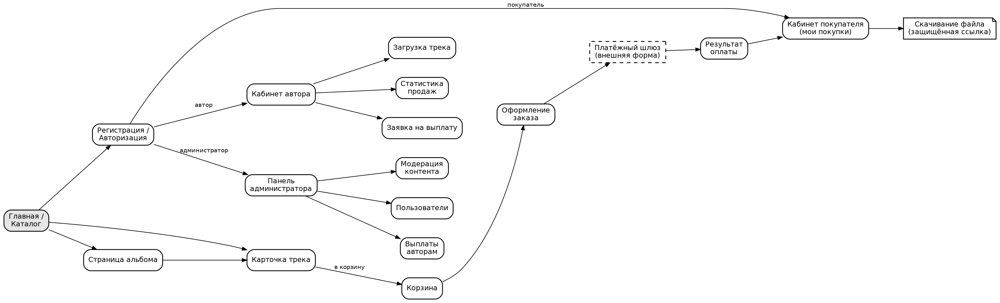 покупатель
Кабинет покупателя
(мои покупки)
Скачивание файла
(защищённая ссылка)
Загрузка трека
Платёжный шлюз
(внешняя форма)
Результат
оплаты
Статистика
продаж
Кабинет автора
автор
Оформление
заказа
Заявка на выплату
Регистрация /
Авторизация
администратор
Модерация
контента
Панель
администратора
Пользователи
Главная /
Каталог
Выплаты
авторам
Страница альбома
Карточка трека
в корзину
Корзина